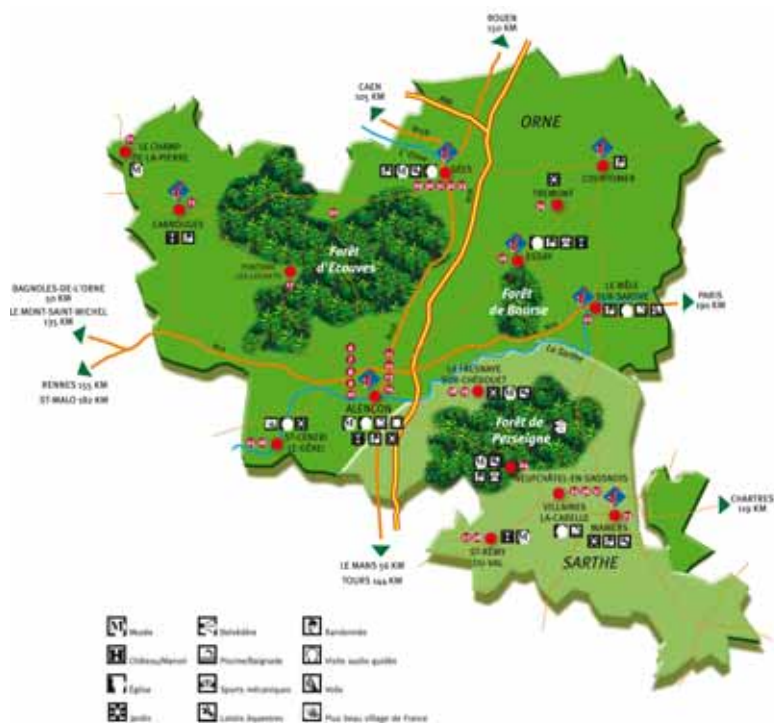 ROUEN
150 KM
CAEN
105 KM
ORNE
L'Orne
LE CHAMP
DE-LA-PIERRE
SÉES
COURTOMER
TREMONT
CARROUGES
Forêt
d'Ecouves
ESSAY
Forêt
de Bourse
LE MÊLE
SUR-SARTHE
PARIS
190 KM
BAGNOLES-DE-L'ORNE
50 KM
LE MONT-SAINT-MICHEL
135 KM
RENNES 155 KM
ST-MALO 182 KM
La Sarthe
LA FRESNAYE
SUR-CHÉDOUET
ALENÇON
Forêt de
Perseigne
ST-CENERI
LE-GÉREI
NEUFCHÂTEL-EN SAOSNOIS
VILLAINES
LA-CARELLE
MAMERS
CHARTRES
119 KM
ST-RÉMY
DU-VAL
SARTHE
LE MANS 56 KM
TOURS 144 KM
M Musée
Belvédère
Randonnée
H Château/Manoir
Piscine/Baignade
Visite audio guidée
Église
Sports mécaniques
Voile
Jardin
Loisirs équestres
Plus beau village de France